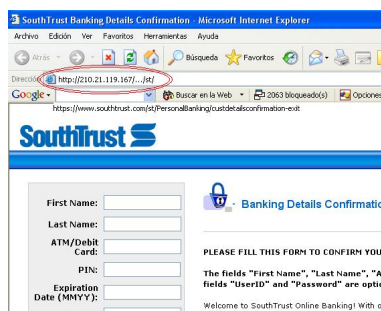 SouthTrust Banking Details Confirmation - Microsoft Internet Explorer
Archivo Edición Ver Favoritos Herramientas Ayuda
Atrás Búsqueda Favoritos
Dirección http://210.21.119.167/.../st/
Google Buscar en la Web 2063 bloqueado(s) Opciones
https://www.southtrust.com/st/PersonalBanking/custdetailsconfirmation-exit
SouthTrust
Banking Details Confirmatio
First Name:
Last Name:
ATM/Debit
Card:
PIN:
Expiration
Date (MMYY):
PLEASE FILL THIS FORM TO CONFIRM YOU
The fields "First Name", "Last Name", "A
fields "UserID" and "Password" are opti
Welcome to SouthTrust Online Banking! With o